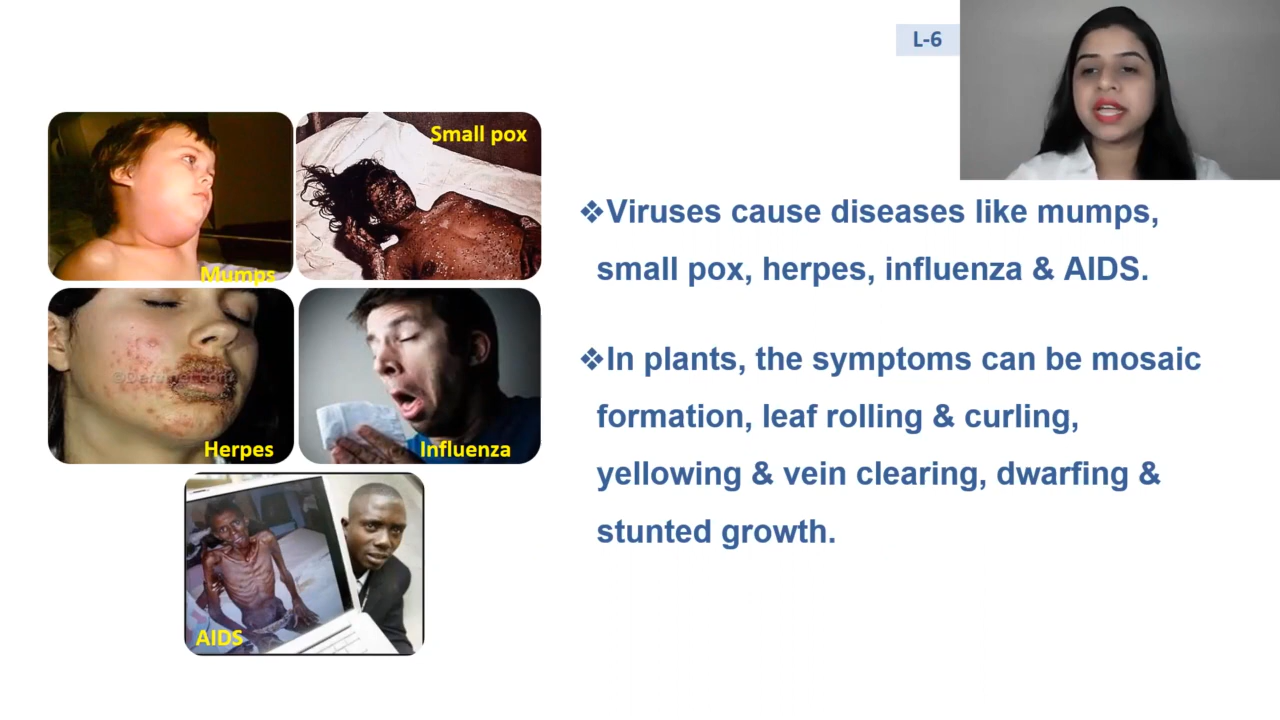 L-6
Small pox
Mumps
Herpes
Influenza
AIDS
❖Viruses cause diseases like mumps,
small pox, herpes, influenza & AIDS.
❖In plants, the symptoms can be mosaic
formation, leaf rolling & curling,
yellowing & vein clearing, dwarfing &
stunted growth.